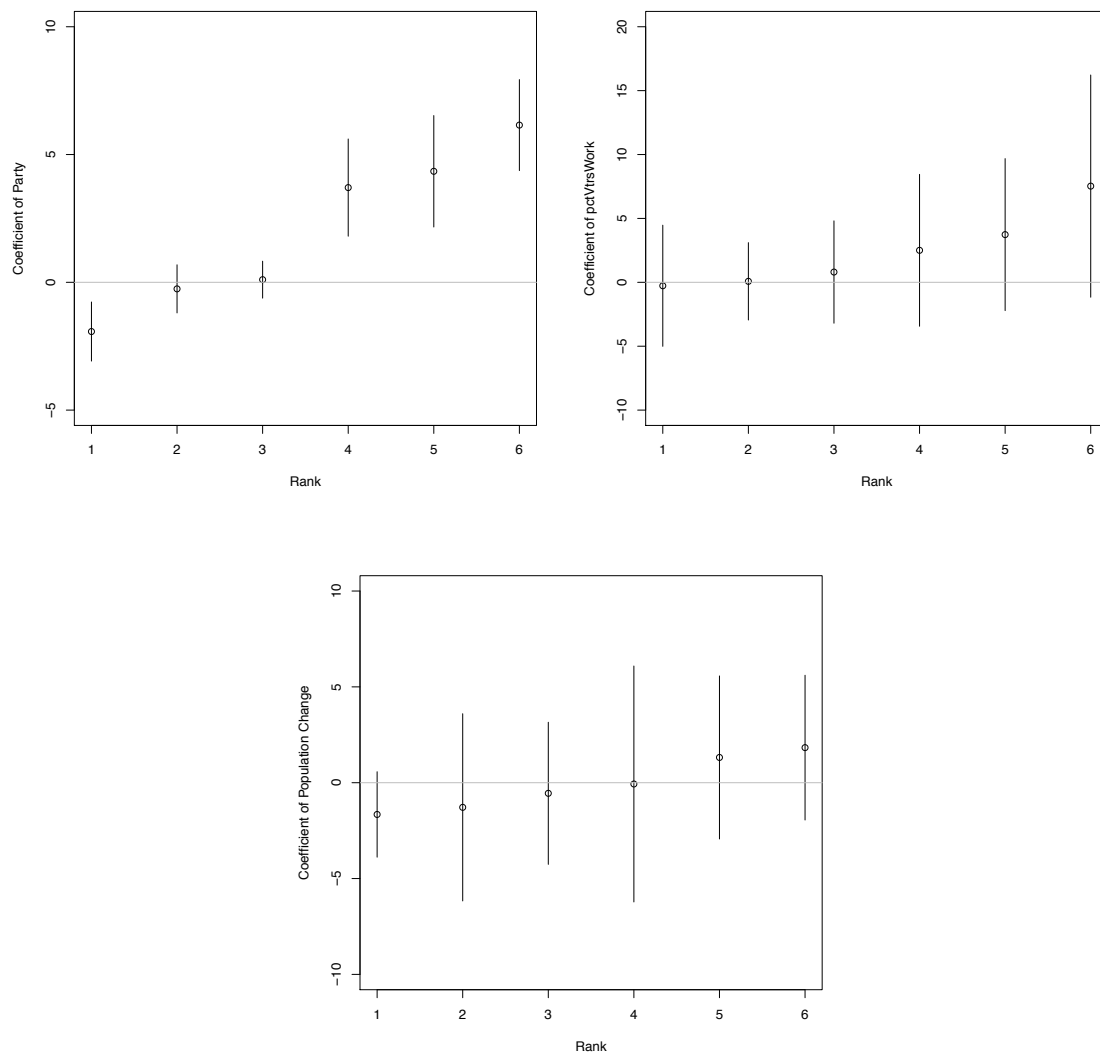 10
5
0
−5
Coefficient of Party
1 2 3 4 5 6
Rank
20
15
10
5
0
−5
−10
Coefficient of pctVtrsWork
1 2 3 4 5 6
Rank
10
5
0
−5
−10
Coefficient of Population Change
1 2 3 4 5 6
Rank